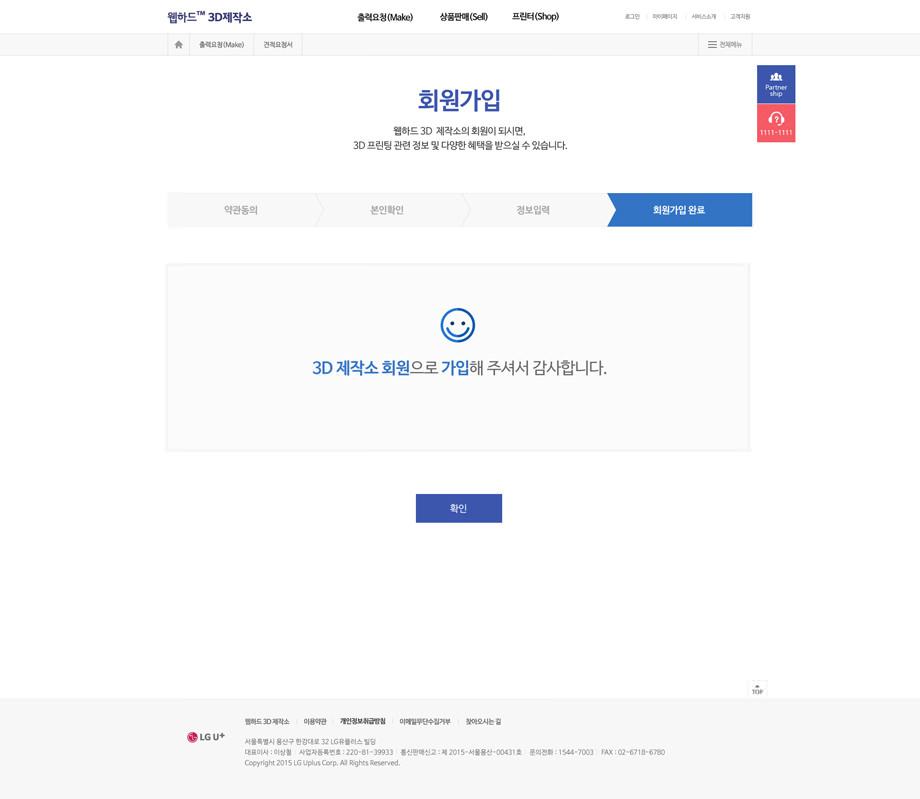 웹하드™ 3D제작소
출력요청(Make) 상품판매(Sell) 프린터(Shop)
로그인 마이페이지 서비스소개 고객지원
출력요청(Make) 견적요청서 전체메뉴
Partner
ship
1111-1111
회원가입
웹하드 3D 제작소의 회원이 되시면,
3D 프린팅 관련 정보 및 다양한 혜택을 받으실 수 있습니다.
약관동의 본인확인 정보입력 회원가입 완료
3D 제작소 회원으로 가입해 주셔서 감사합니다.
확인
TOP
웹하드 3D 제작소 이용약관 개인정보취급방침 이메일무단수집거부 찾아오시는 길
LG U+
서울특별시 용산구 한강대로 32 LG유플러스 빌딩
대표이사 : 이상철 사업자등록번호 : 220-81-39933 통신판매신고 : 제 2015-서울용산-00431호 문의전화 : 1544-7003 FAX : 02-6718-6780
Copyright 2015 LG Uplus Corp. All Rights Reserved.